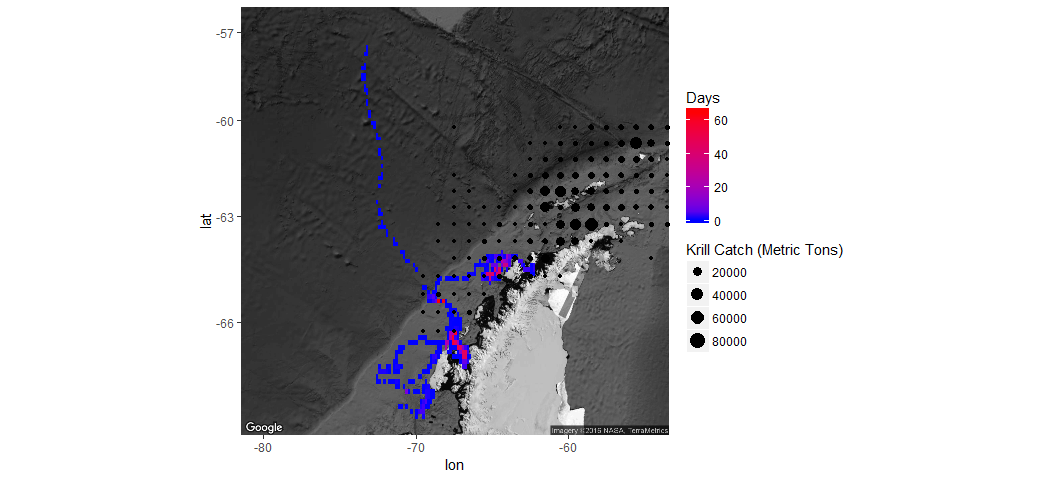 -57
-60
-63
-66
lat
-80
-70
-60
lon
Google
Imagery ©2016 NASA, TerraMetrics
Days
60
40
20
0
Krill Catch (Metric Tons)
20000
40000
60000
80000